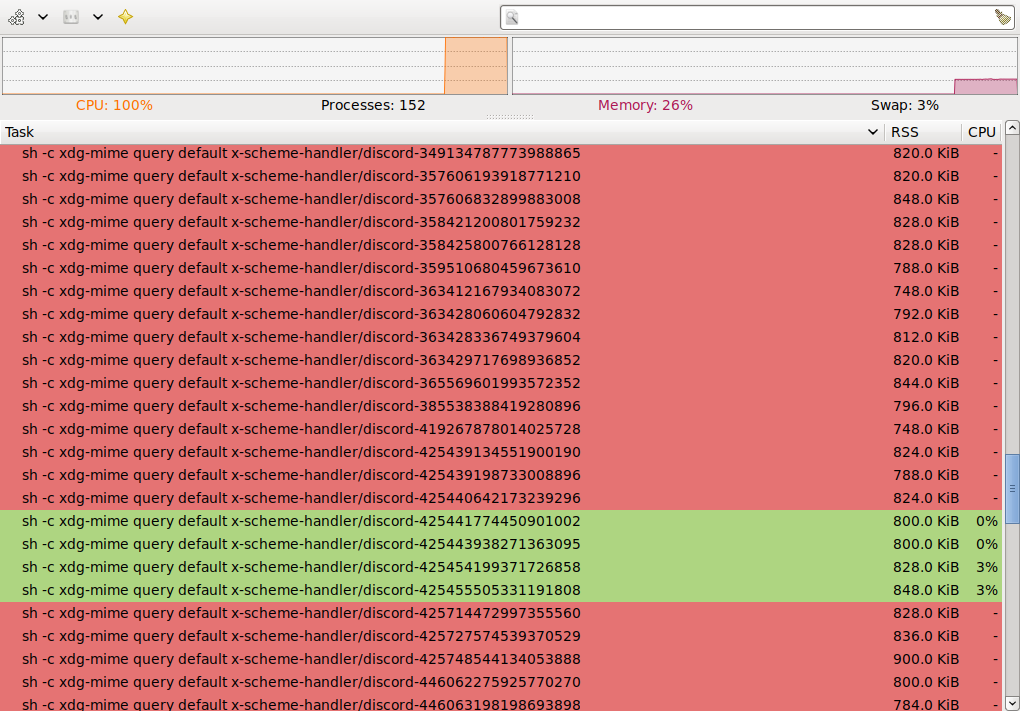 CPU: 100% Processes: 152 Memory: 26% Swap: 3%
Task RSS CPU
sh -c xdg-mime query default x-scheme-handler/discord-349134787773988865 820.0 KiB -
sh -c xdg-mime query default x-scheme-handler/discord-357606193918771210 820.0 KiB -
sh -c xdg-mime query default x-scheme-handler/discord-357606832899883008 848.0 KiB -
sh -c xdg-mime query default x-scheme-handler/discord-358421200801759232 828.0 KiB -
sh -c xdg-mime query default x-scheme-handler/discord-358425800766128128 828.0 KiB -
sh -c xdg-mime query default x-scheme-handler/discord-359510680459673610 788.0 KiB -
sh -c xdg-mime query default x-scheme-handler/discord-363412167934083072 748.0 KiB -
sh -c xdg-mime query default x-scheme-handler/discord-363428060604792832 792.0 KiB -
sh -c xdg-mime query default x-scheme-handler/discord-363428336749379604 812.0 KiB -
sh -c xdg-mime query default x-scheme-handler/discord-363429717698936852 820.0 KiB -
sh -c xdg-mime query default x-scheme-handler/discord-365569601993572352 844.0 KiB -
sh -c xdg-mime query default x-scheme-handler/discord-385538388419280896 796.0 KiB -
sh -c xdg-mime query default x-scheme-handler/discord-419267878014025728 748.0 KiB -
sh -c xdg-mime query default x-scheme-handler/discord-425439134551900190 824.0 KiB -
sh -c xdg-mime query default x-scheme-handler/discord-425439198733008896 788.0 KiB -
sh -c xdg-mime query default x-scheme-handler/discord-425440642173239296 824.0 KiB -
sh -c xdg-mime query default x-scheme-handler/discord-425441774450901002 800.0 KiB 0%
sh -c xdg-mime query default x-scheme-handler/discord-425443938271363095 800.0 KiB 0%
sh -c xdg-mime query default x-scheme-handler/discord-425454199371726858 828.0 KiB 3%
sh -c xdg-mime query default x-scheme-handler/discord-425455505331191808 848.0 KiB 3%
sh -c xdg-mime query default x-scheme-handler/discord-425714472997355560 828.0 KiB -
sh -c xdg-mime query default x-scheme-handler/discord-425727574539370529 836.0 KiB -
sh -c xdg-mime query default x-scheme-handler/discord-425748544134053888 900.0 KiB -
sh -c xdg-mime query default x-scheme-handler/discord-446062275925770270 800.0 KiB -
sh -c xdg-mime query default x-scheme-handler/discord-446063198198693898 784.0 KiB -